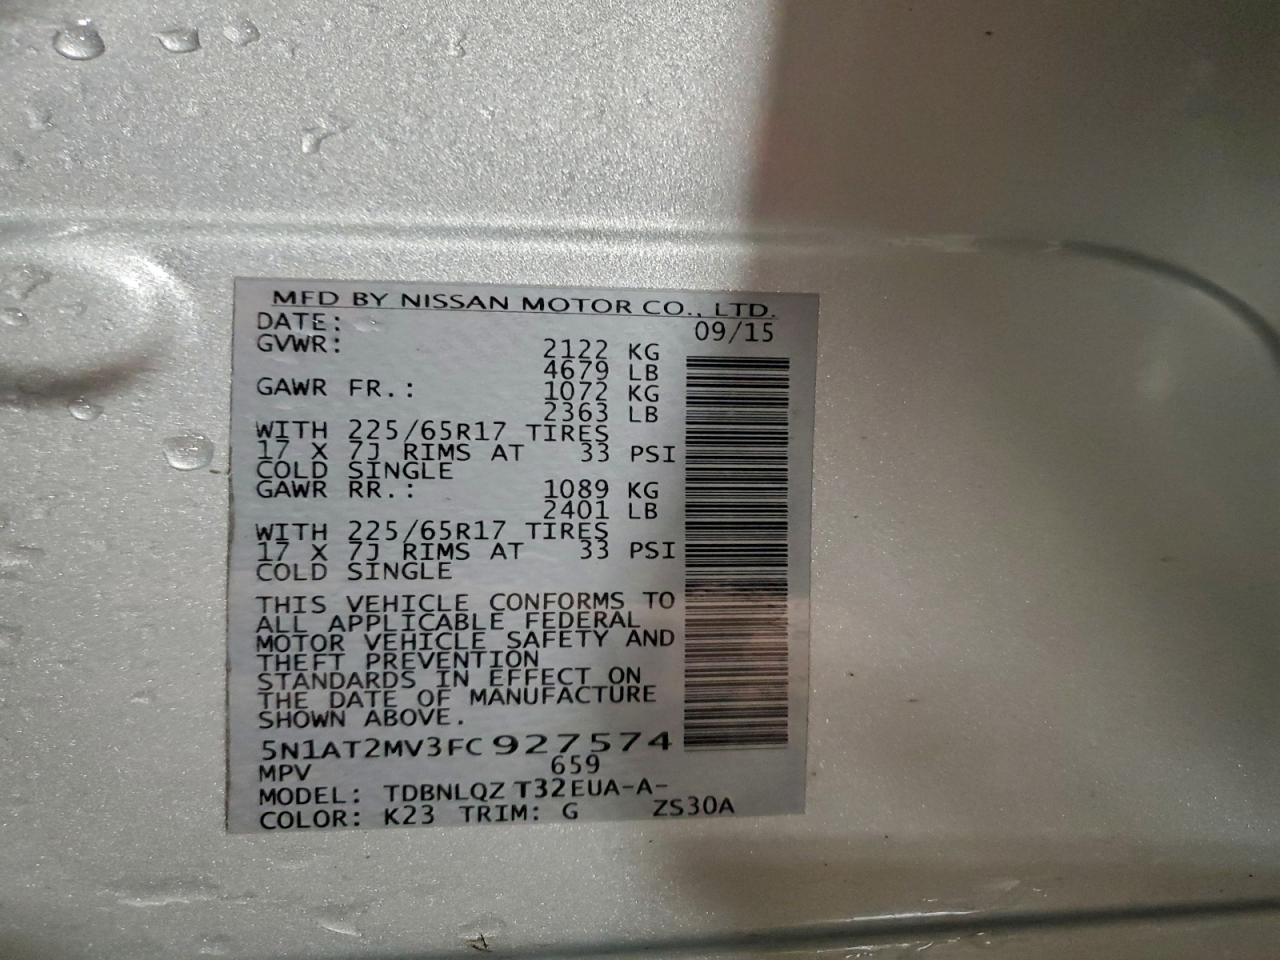 MFD BY NISSAN MOTOR CO., LTD.
DATE: 09/15
GVWR: 2122 KG
4679 LB
GAWR FR.: 1072 KG
2363 LB
WITH 225/65R17 TIRES
17 X 7J RIMS AT 33 PSI
COLD SINGLE
GAWR RR.: 1089 KG
2401 LB
WITH 225/65R17 TIRES
17 X 7J RIMS AT 33 PSI
COLD SINGLE
THIS VEHICLE CONFORMS TO
ALL APPLICABLE FEDERAL
MOTOR VEHICLE SAFETY AND
THEFT PREVENTION
STANDARDS IN EFFECT ON
THE DATE OF MANUFACTURE
SHOWN ABOVE.
5N1AT2MV3FC927574
MPV 659
MODEL: TDBNLQZ T32EUA-A-
COLOR: K23 TRIM: G ZS30A